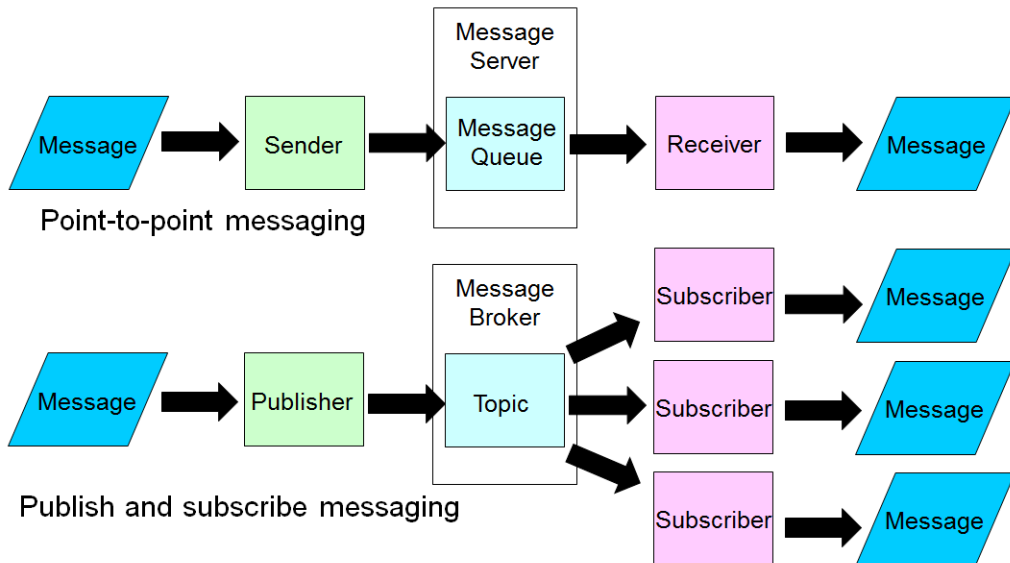 Message
Server
Message
Sender
Message
Queue
Receiver
Message
Point-to-point messaging
Message
Broker
Subscriber
Message
Message
Publisher
Topic
Subscriber
Message
Publish and subscribe messaging
Subscriber
Message